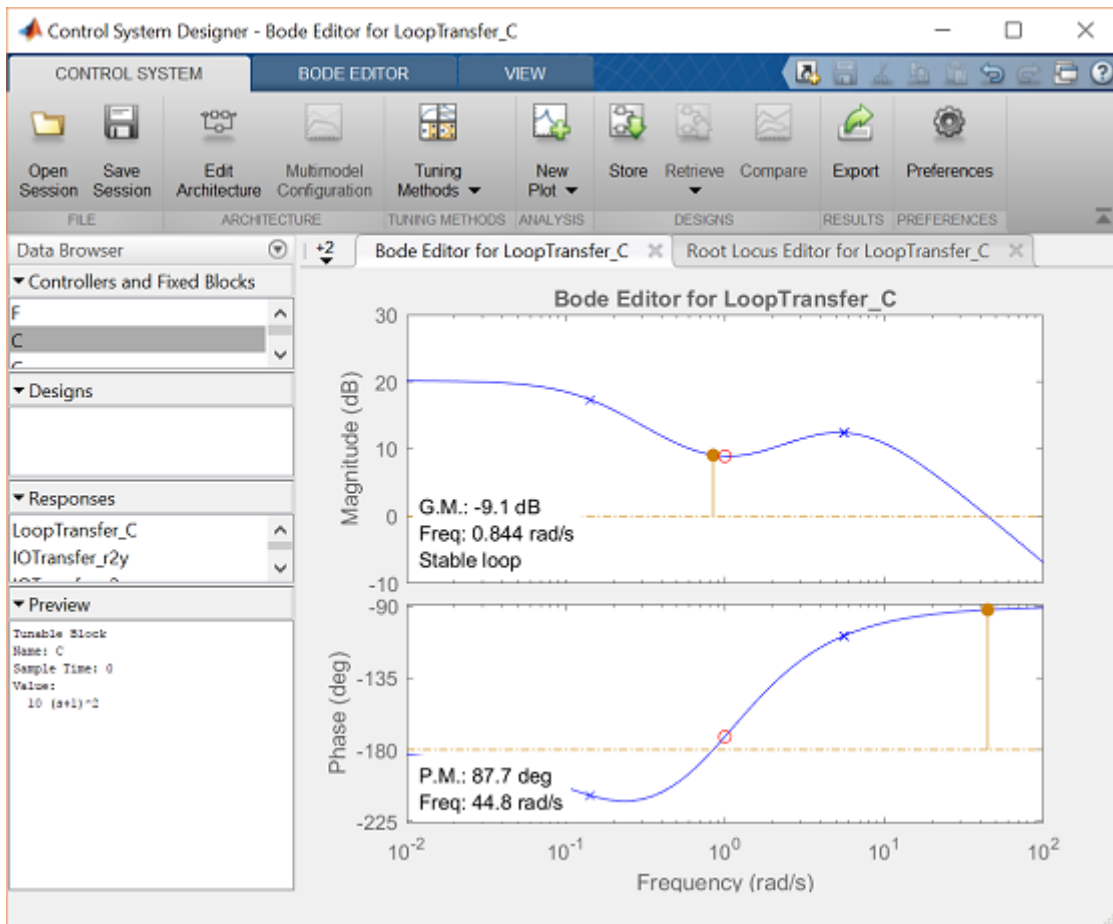 Control System Designer - Bode Editor for LoopTransfer_C
CONTROL SYSTEM
BODE EDITOR
VIEW
Open
Session
Save
Session
Edit
Architecture
Multimodel
Configuration
Tuning
Methods
New
Plot
Store
Retrieve
Compare
Export
Preferences
FILE
ARCHITECTURE
TUNING METHODS
ANALYSIS
DESIGNS
RESULTS
PREFERENCES
Data Browser
Controllers and Fixed Blocks
F
C
Designs
Responses
LoopTransfer_C
IOTransfer_r2y
Preview
Tunable Block
Name: C
Sample Time: 0
Value:
10 (s+1)^2
+2
Bode Editor for LoopTransfer_C
Root Locus Editor for LoopTransfer_C
Bode Editor for LoopTransfer_C
Magnitude (dB)
30
20
10
0
-10
G.M.: -9.1 dB
Freq: 0.844 rad/s
Stable loop
Phase (deg)
-90
-135
-180
-225
P.M.: 87.7 deg
Freq: 44.8 rad/s
10^-2
10^-1
10^0
10^1
10^2
Frequency (rad/s)